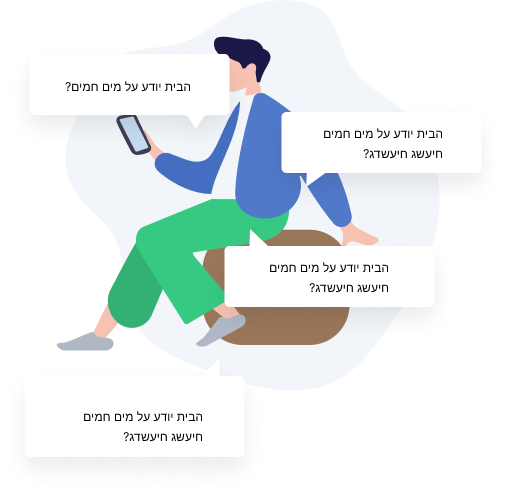 הבית יודע על מים חמים?
הבית יודע על מים חמים
חיעשג חיעשדג?
הבית יודע על מים חמים
חיעשג חיעשדג?
הבית יודע על מים חמים
חיעשג חיעשדג?